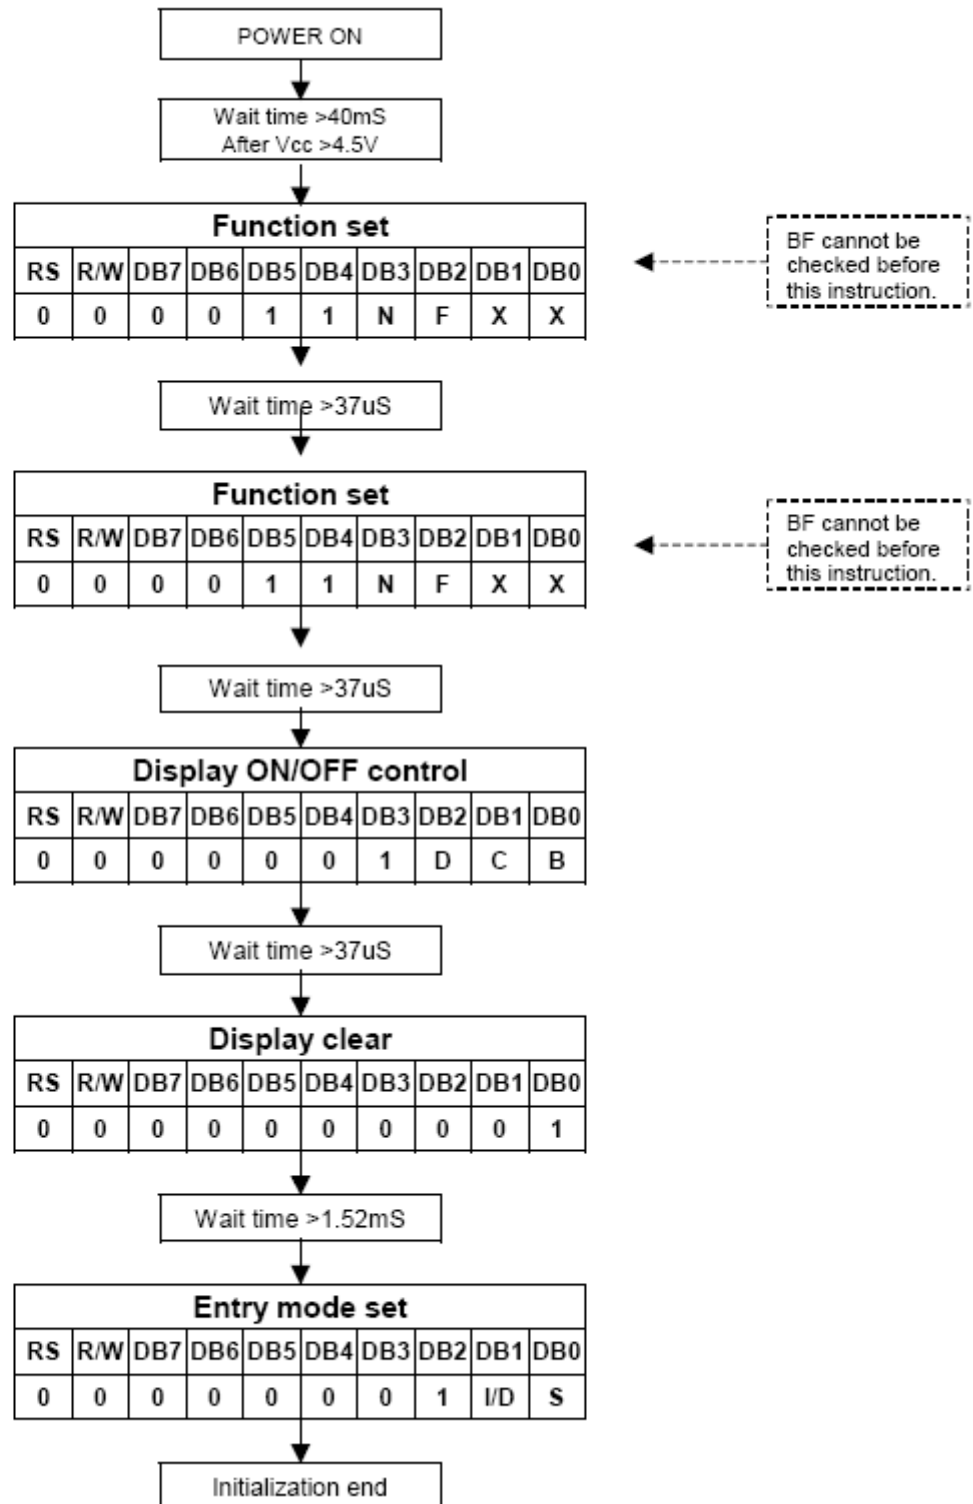 POWER ON
Wait time >40mS
After Vcc >4.5V
Function set
RS R/W DB7 DB6 DB5 DB4 DB3 DB2 DB1 DB0
0 0 0 0 1 1 N F X X
BF cannot be
checked before
this instruction.
Wait time >37uS
Function set
RS R/W DB7 DB6 DB5 DB4 DB3 DB2 DB1 DB0
0 0 0 0 1 1 N F X X
BF cannot be
checked before
this instruction.
Wait time >37uS
Display ON/OFF control
RS R/W DB7 DB6 DB5 DB4 DB3 DB2 DB1 DB0
0 0 0 0 0 0 1 D C B
Wait time >37uS
Display clear
RS R/W DB7 DB6 DB5 DB4 DB3 DB2 DB1 DB0
0 0 0 0 0 0 0 0 0 1
Wait time >1.52mS
Entry mode set
RS R/W DB7 DB6 DB5 DB4 DB3 DB2 DB1 DB0
0 0 0 0 0 0 0 1 I/D S
Initialization end